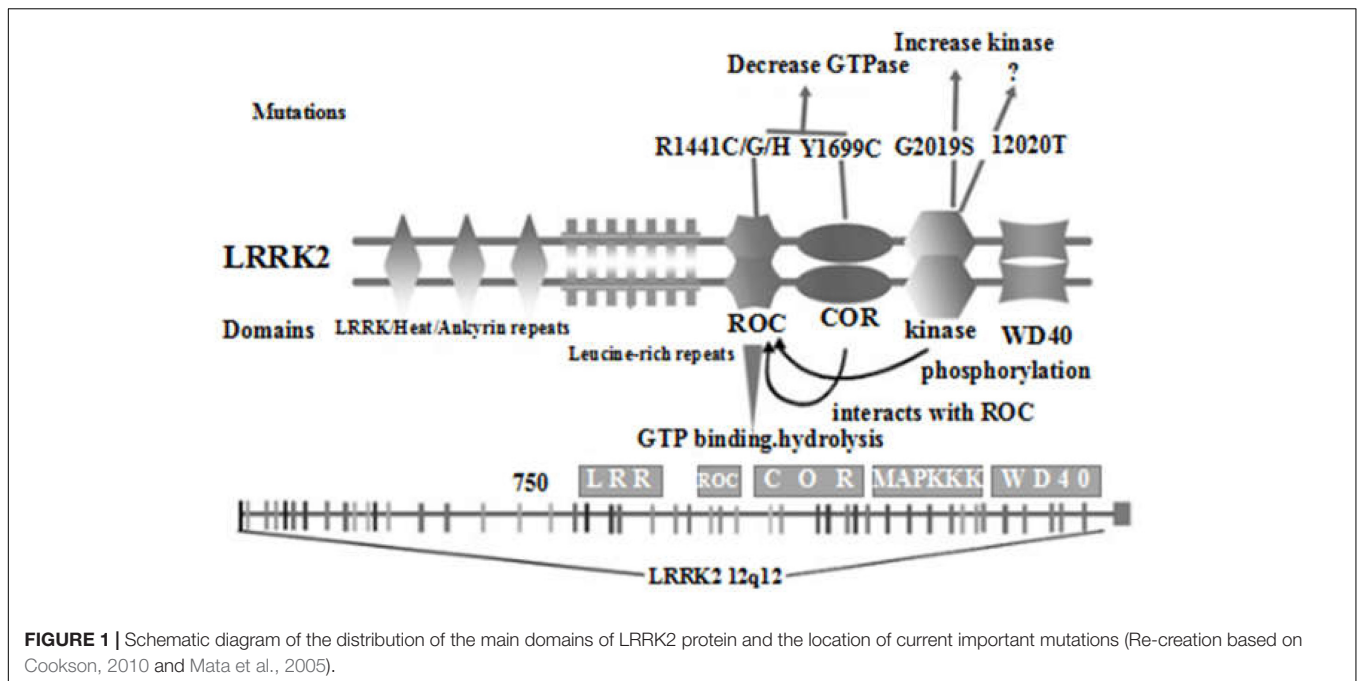 Increase kinase
Decrease GTPase ?
Mutations
R1441C/G/H Y1699C G2019S 12020T
LRRK2
Domains LRRK/Heat/Ankyrin repeats ROC COR kinase WD40
Leucine-rich repeats
phosphorylation
interacts with ROC
GTP binding.hydrolysis
750 LRR ROC COR MAPKKK WD40
LRRK2 12q12
FIGURE 1 | Schematic diagram of the distribution of the main domains of LRRK2 protein and the location of current important mutations (Re-creation based on
Cookson, 2010 and Mata et al., 2005).